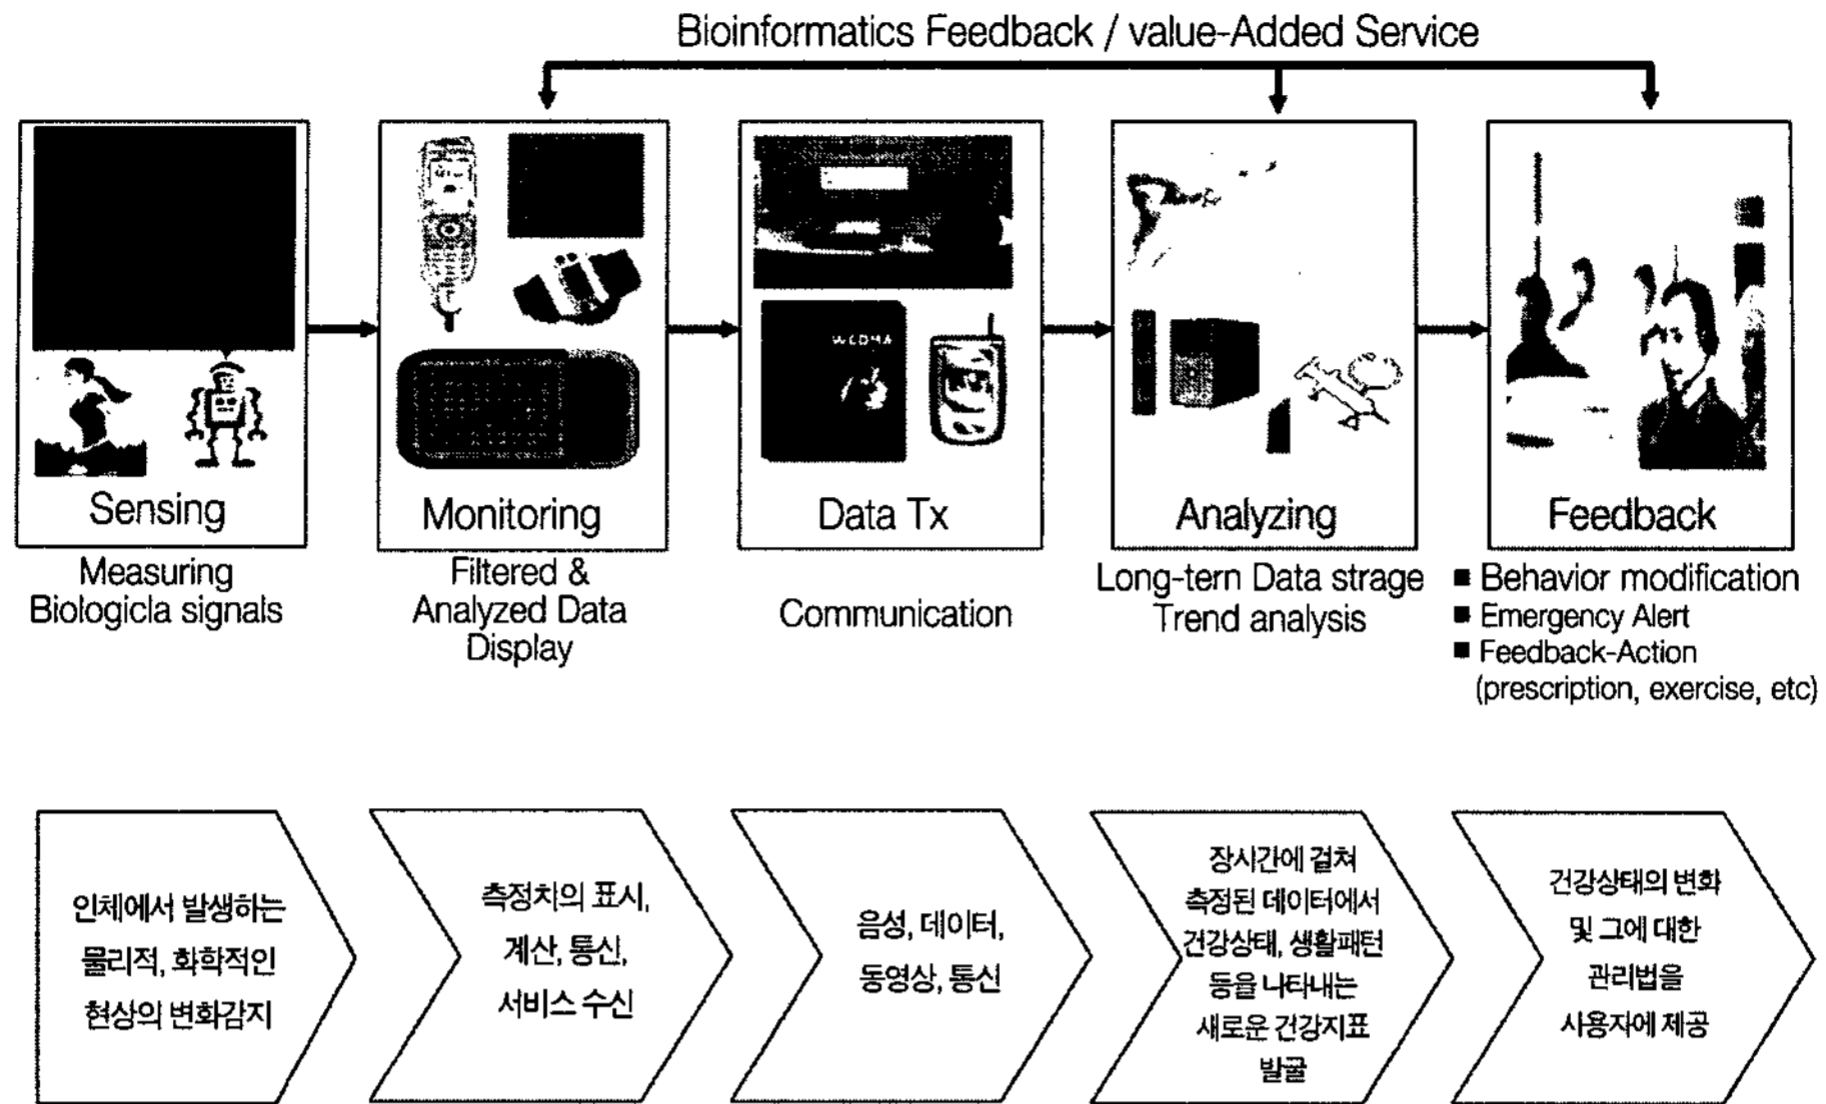 Bioinformatics Feedback / value-Added Service
WCDMA
Sensing
Measuring
Biologicla signals
Monitoring
Filtered &
Analyzed Data
Display
Data Tx
Communication
Analyzing
Long-tern Data strage
Trend analysis
Feedback
■ Behavior modification
■ Emergency Alert
■ Feedback-Action
(prescription, exercise, etc)
인체에서 발생하는
물리적, 화학적인
현상의 변화감지
측정차의 표시,
계산, 통신,
서비스 수신
음성, 데이터,
동영상, 통신
장시간에 걸쳐
측정된 데이터에서
건강상태, 생활패턴
등을 나타내는
새로운 건강지표
발굴
건강상태의 변화
및 그에 대한
관리법을
사용자에 제공